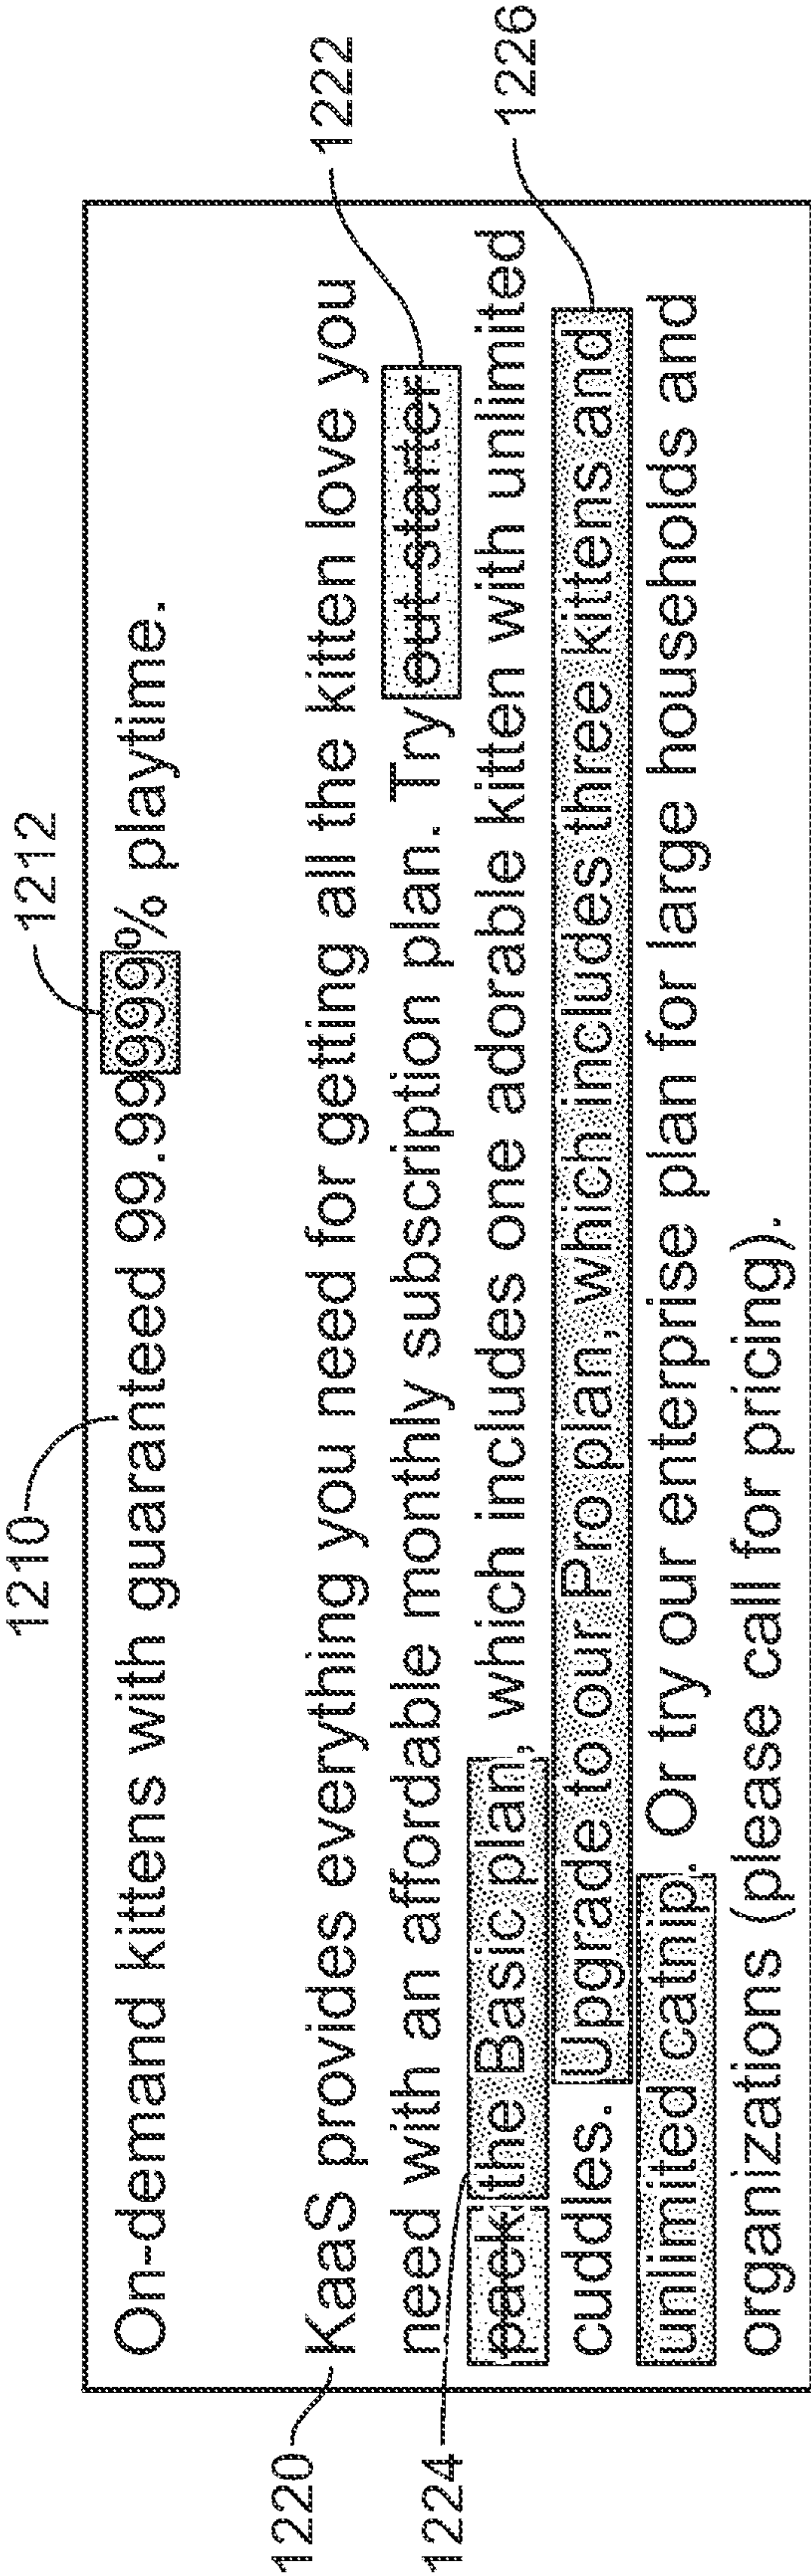 1210
1212
On-demand kittens with guaranteed 99.99999% playtime.
1220
KaaS provides everything you need for getting all the kitten love you
1222
need with an affordable monthly subscription plan. Try out starter
1224
pack the Basic plan, which includes one adorable kitten with unlimited
cuddles. Upgrade to our Pro plan, which includes three kittens and
1226
unlimited catnip. Or try our enterprise plan for large households and
organizations (please call for pricing).